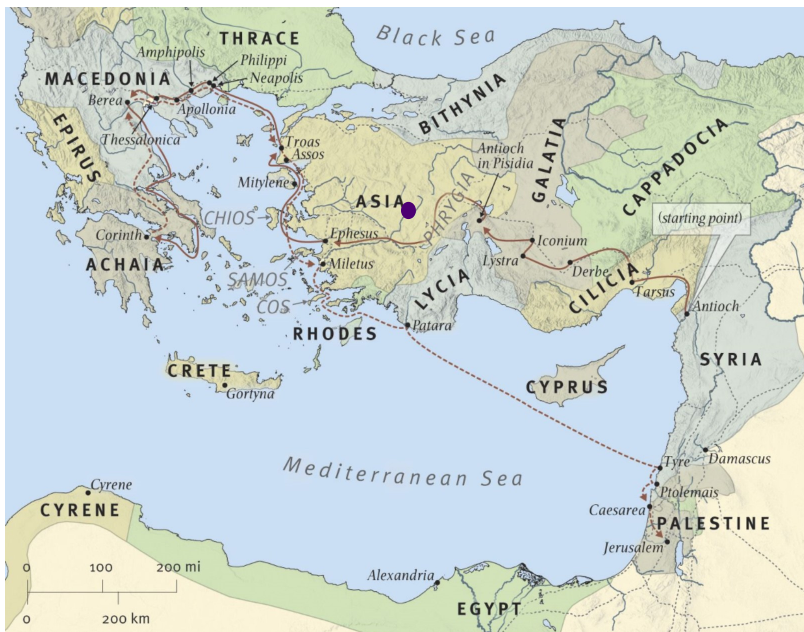 Black Sea
THRACE
Amphipolis
Philippi
Neapolis
MACEDONIA
Berea
Apollonia
Thessalonica
EPIRUS
BITHYNIA
Troas
Assos
Antioch
in Pisidia
GALATIA
CAPPADOCIA
Mitylene
ASIA
PHRYGIA
CHIOS
(starting point)
Corinth
Ephesus
Iconium
ACHAIA
Miletus
Lystra
Derbe
SAMOS
LYCIA
CILICIA
Tarsus
COS
Antioch
RHODES
Patara
SYRIA
CRETE
CYPRUS
Gortyna
Mediterranean Sea
Tyre
Damascus
Cyrene
Ptolemais
CYRENE
Caesarea
PALESTINE
Jerusalem
0 100 200 mi
Alexandria
0 200 km
EGYPT